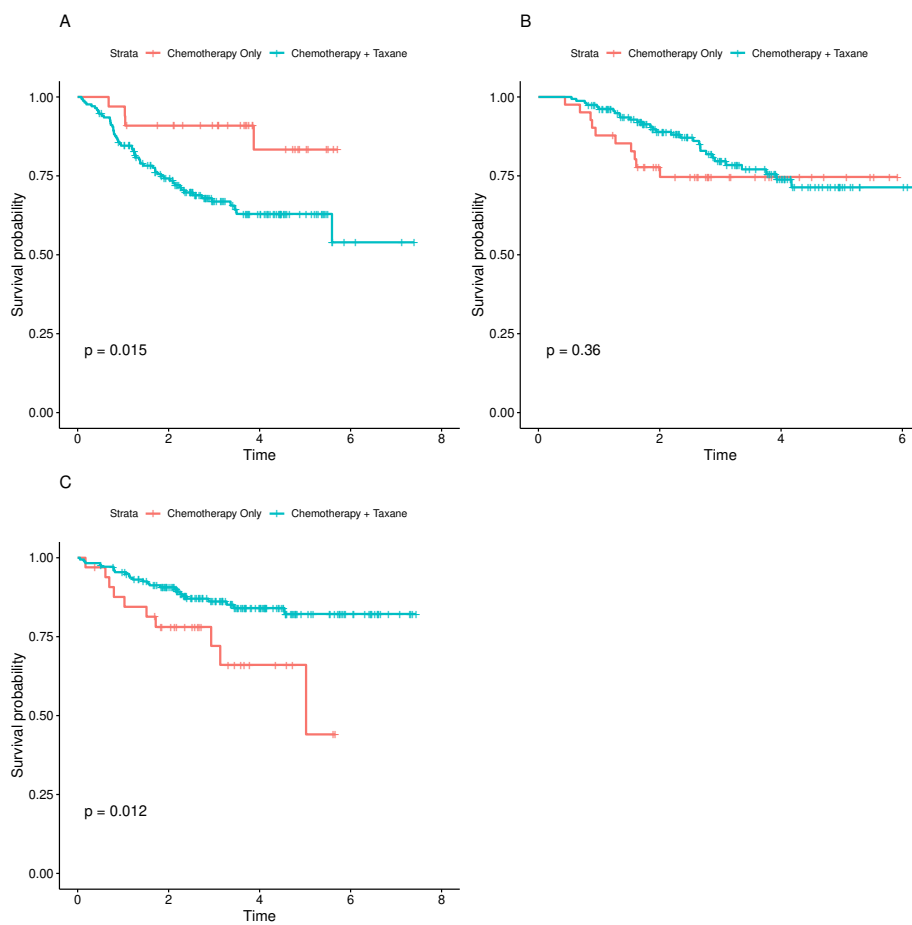 A
Strata Chemotherapy Only Chemotherapy + Taxane
1.00
0.75
0.50
0.25
0.00
Survival probability
p = 0.015
0 2 4 6 8
Time
B
Strata Chemotherapy Only Chemotherapy + Taxane
1.00
0.75
0.50
0.25
0.00
Survival probability
p = 0.36
0 2 4 6
Time
C
Strata Chemotherapy Only Chemotherapy + Taxane
1.00
0.75
0.50
0.25
0.00
Survival probability
p = 0.012
0 2 4 6 8
Time